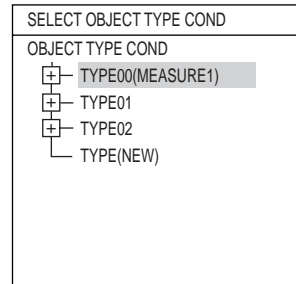 SELECT OBJECT TYPE COND
OBJECT TYPE COND
TYPE00(MEASURE1)
TYPE01
TYPE02
TYPE(NEW)